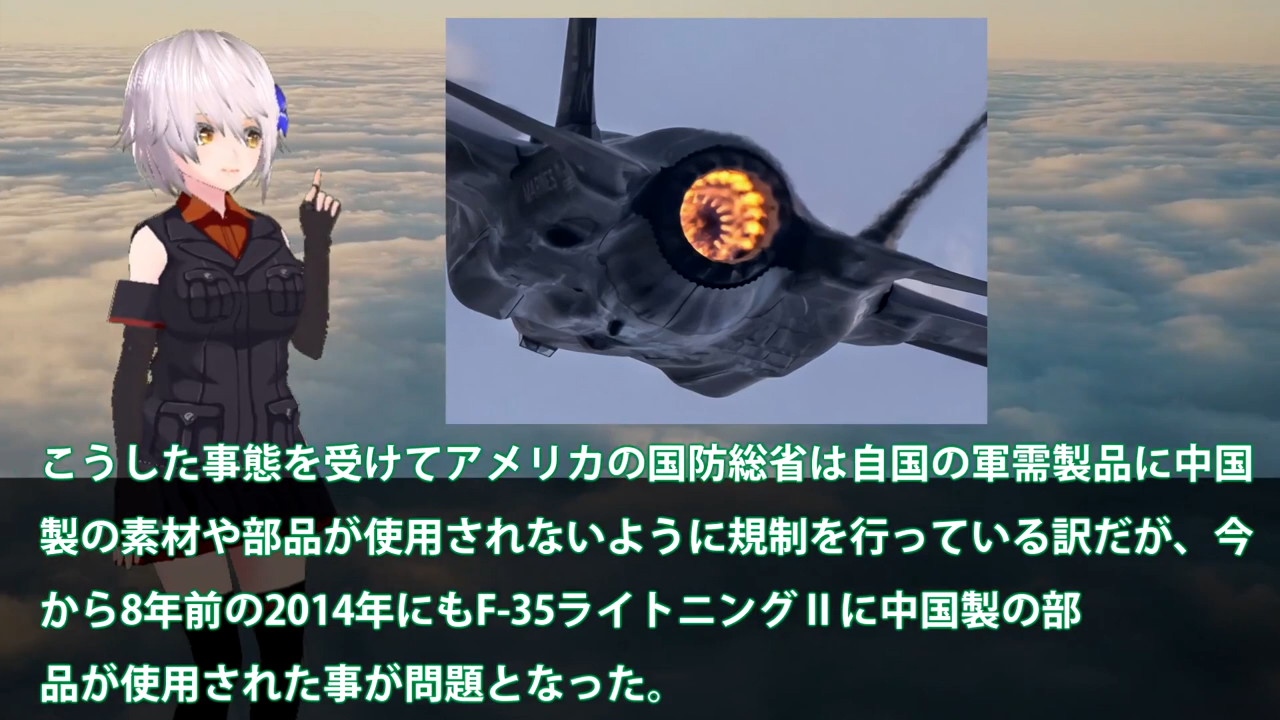 MARINES
こうした事態を受けてアメリカの国防総省は自国の軍需製品に中国
製の素材や部品が使用されないように規制を行っている訳だが、今
から8年前の2014年にもF-35ライトニングⅡに中国製の部
品が使用された事が問題となった。